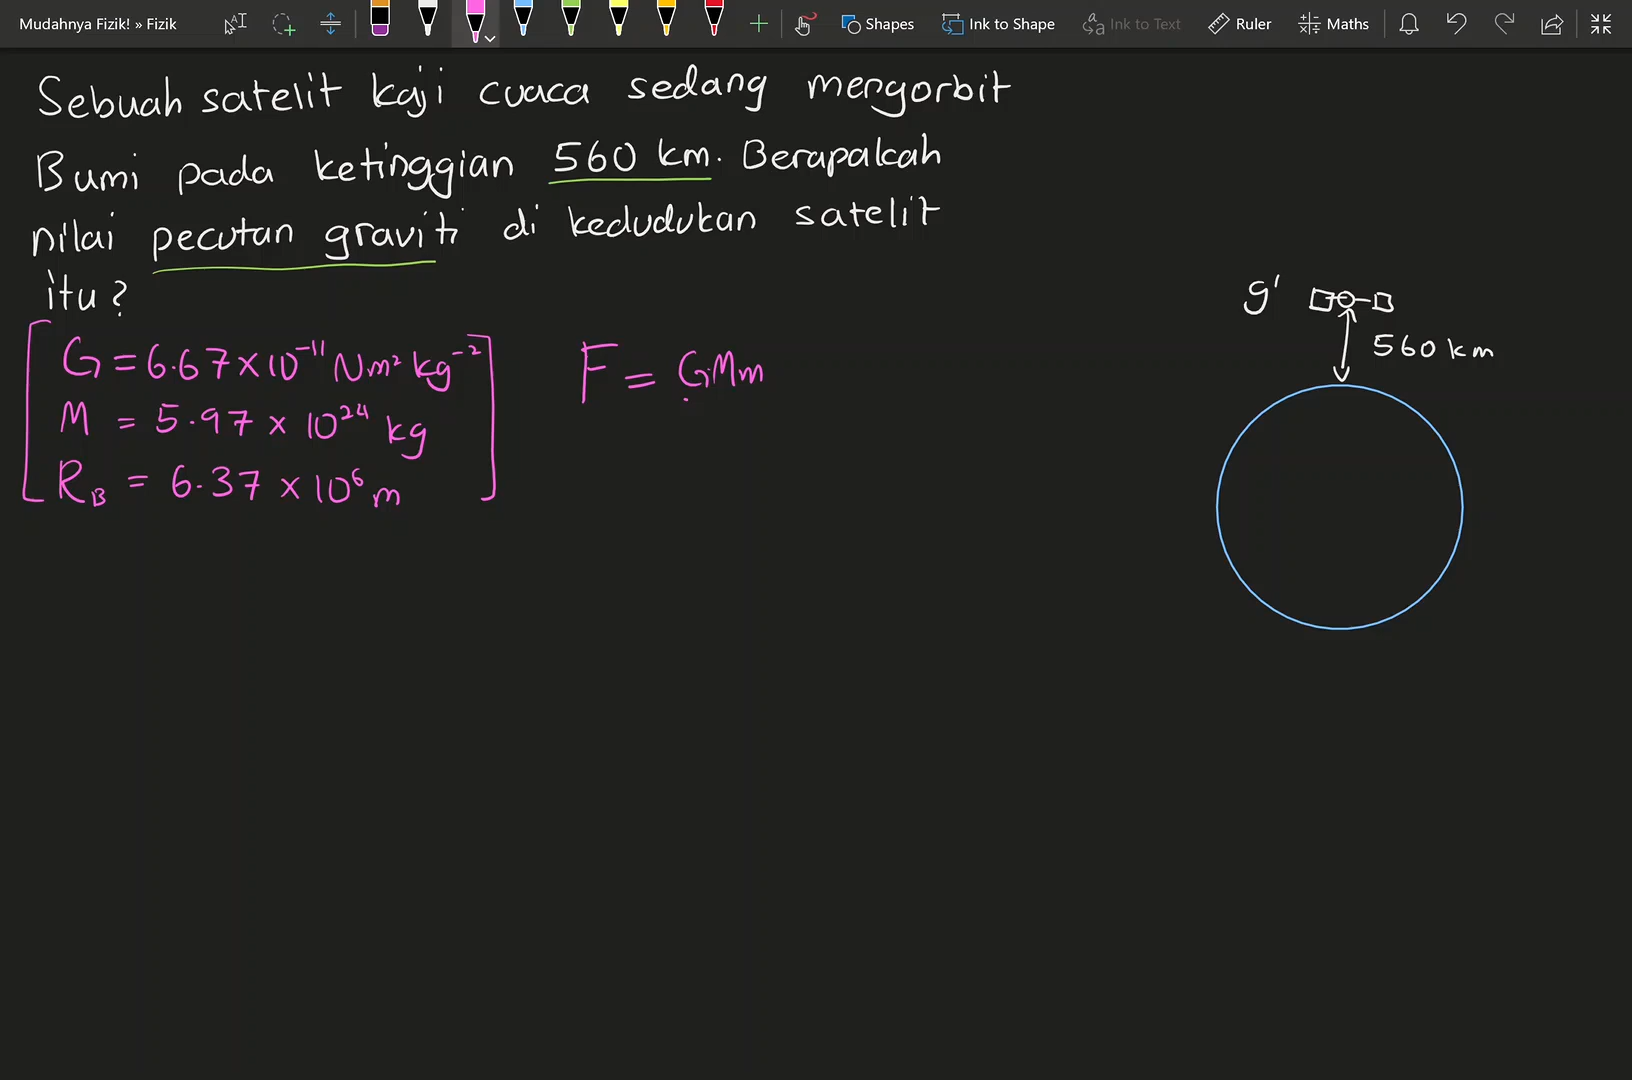 Mudahnya Fizik! » Fizik
Shapes
Ink to Shape
Ink to Text
Ruler
Maths
Sebuah satelit kaji cuaca sedang mengorbit
Bumi pada ketinggian 560 km. Berapakah
nilai pecutan graviti di kedudukan satelit
itu?
G = 6.67 × 10⁻¹¹ Nm² kg⁻²
M = 5.97 × 10²⁴ kg
R_B = 6.37 × 10⁶ m
F = GMm
g'
560 km